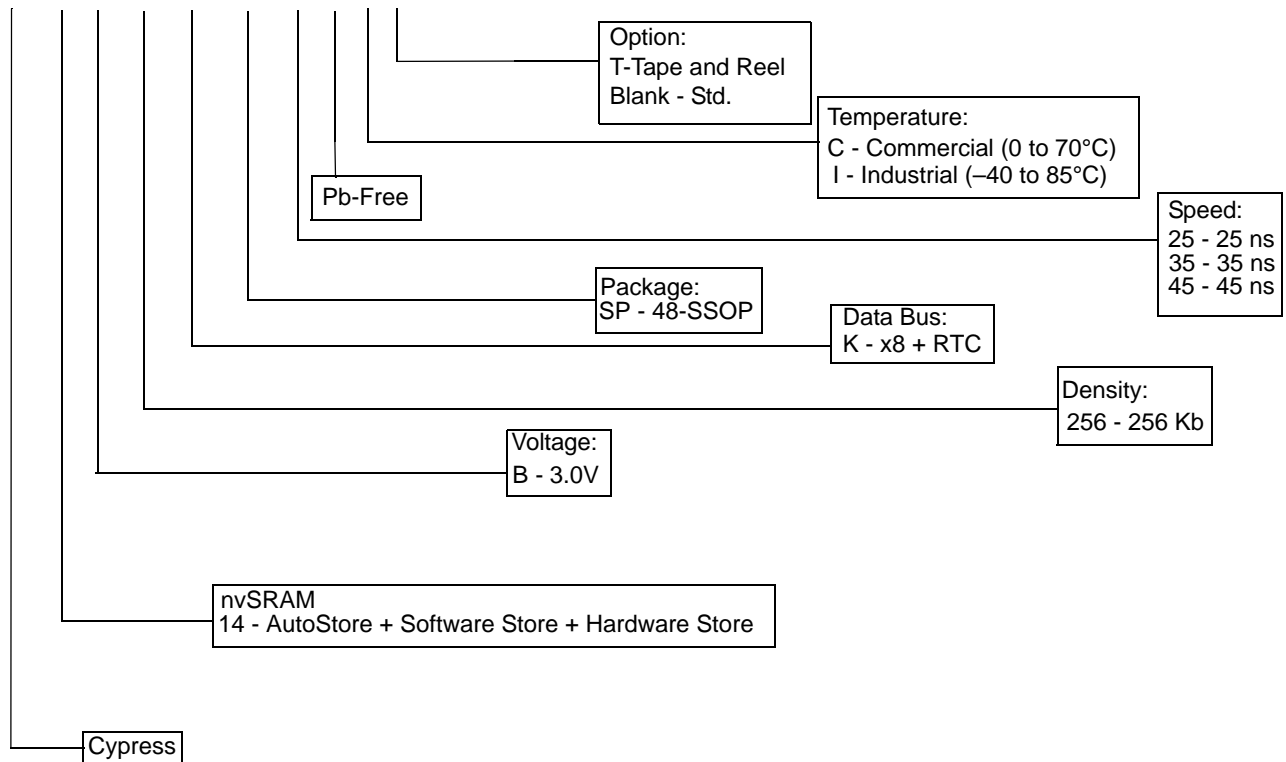 Option:
T-Tape and Reel
Blank - Std.
Temperature:
C - Commercial (0 to 70°C)
I - Industrial (–40 to 85°C)
Pb-Free
Speed:
25 - 25 ns
35 - 35 ns
45 - 45 ns
Package:
SP - 48-SSOP
Data Bus:
K - x8 + RTC
Density:
256 - 256 Kb
Voltage:
B - 3.0V
nvSRAM
14 - AutoStore + Software Store + Hardware Store
Cypress